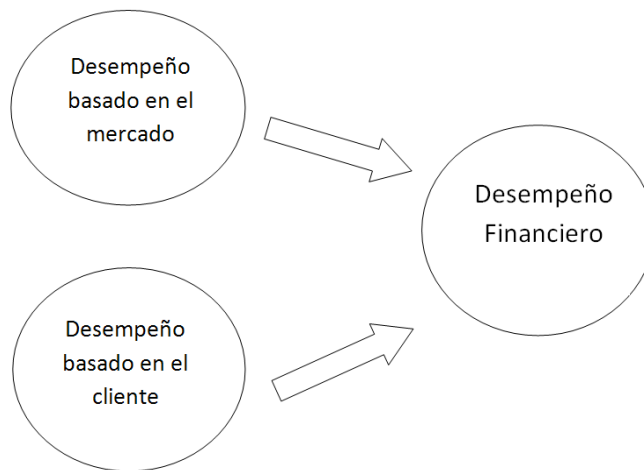 Desempeño
basado en el
mercado
Desempeño
Financiero
Desempeño
basado en el
cliente